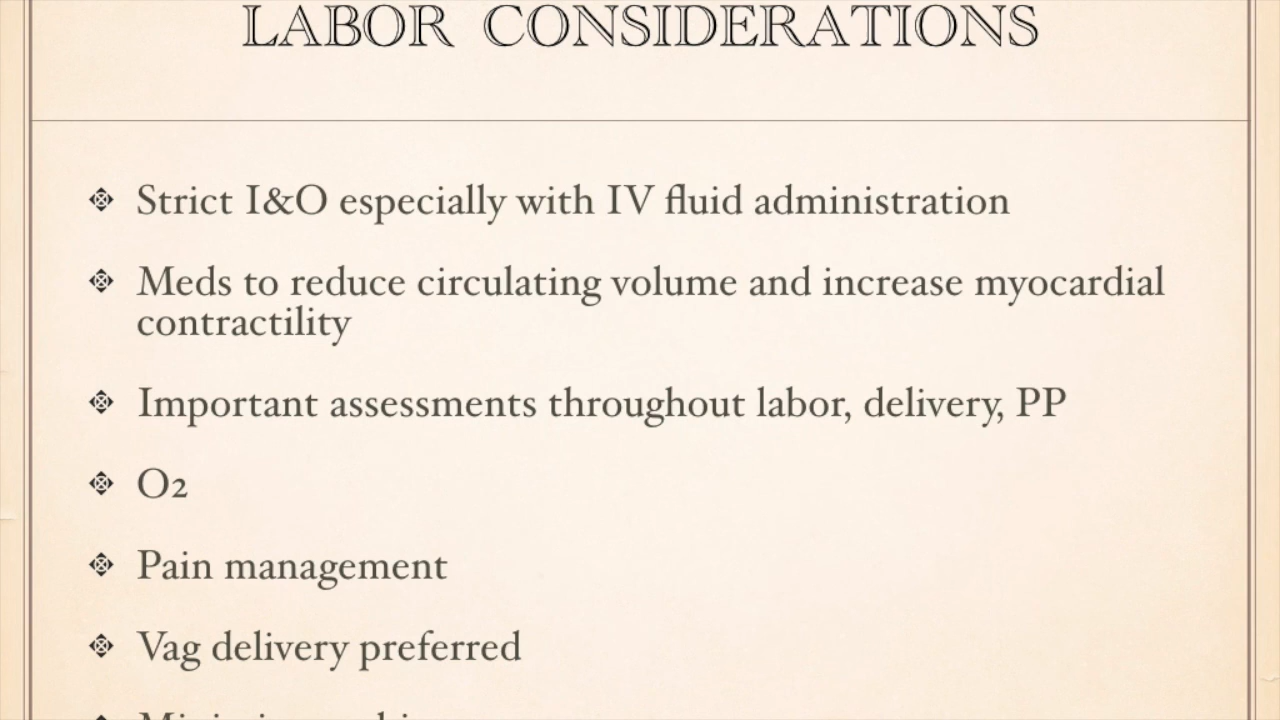 LABOR CONSIDERATIONS
Strict I&O especially with IV fluid administration
Meds to reduce circulating volume and increase myocardial
contractility
Important assessments throughout labor, delivery, PP
O2
Pain management
Vag delivery preferred